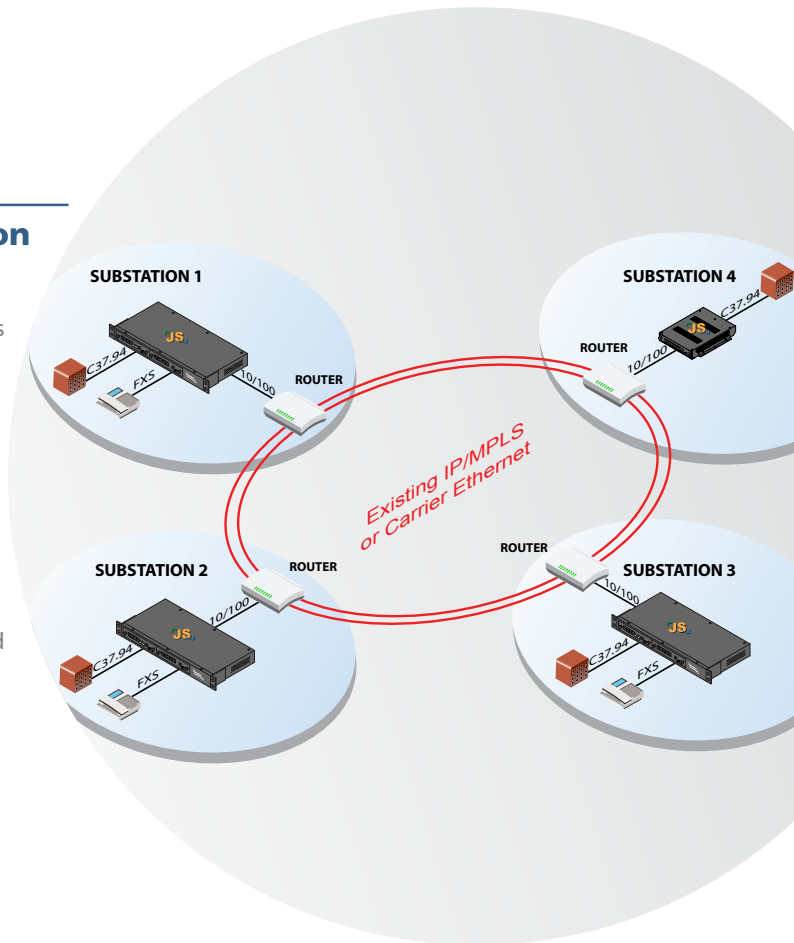 on
s
d
SUBSTATION 1
JS
C37.94
FXS
10/100
ROUTER
SUBSTATION 4
C37.94
JS
10/100
ROUTER
Existing IP/MPLS
or Carrier Ethernet
SUBSTATION 2
JS
C37.94
FXS
10/100
ROUTER
ROUTER
SUBSTATION 3
10/100
JS
C37.94
FXS